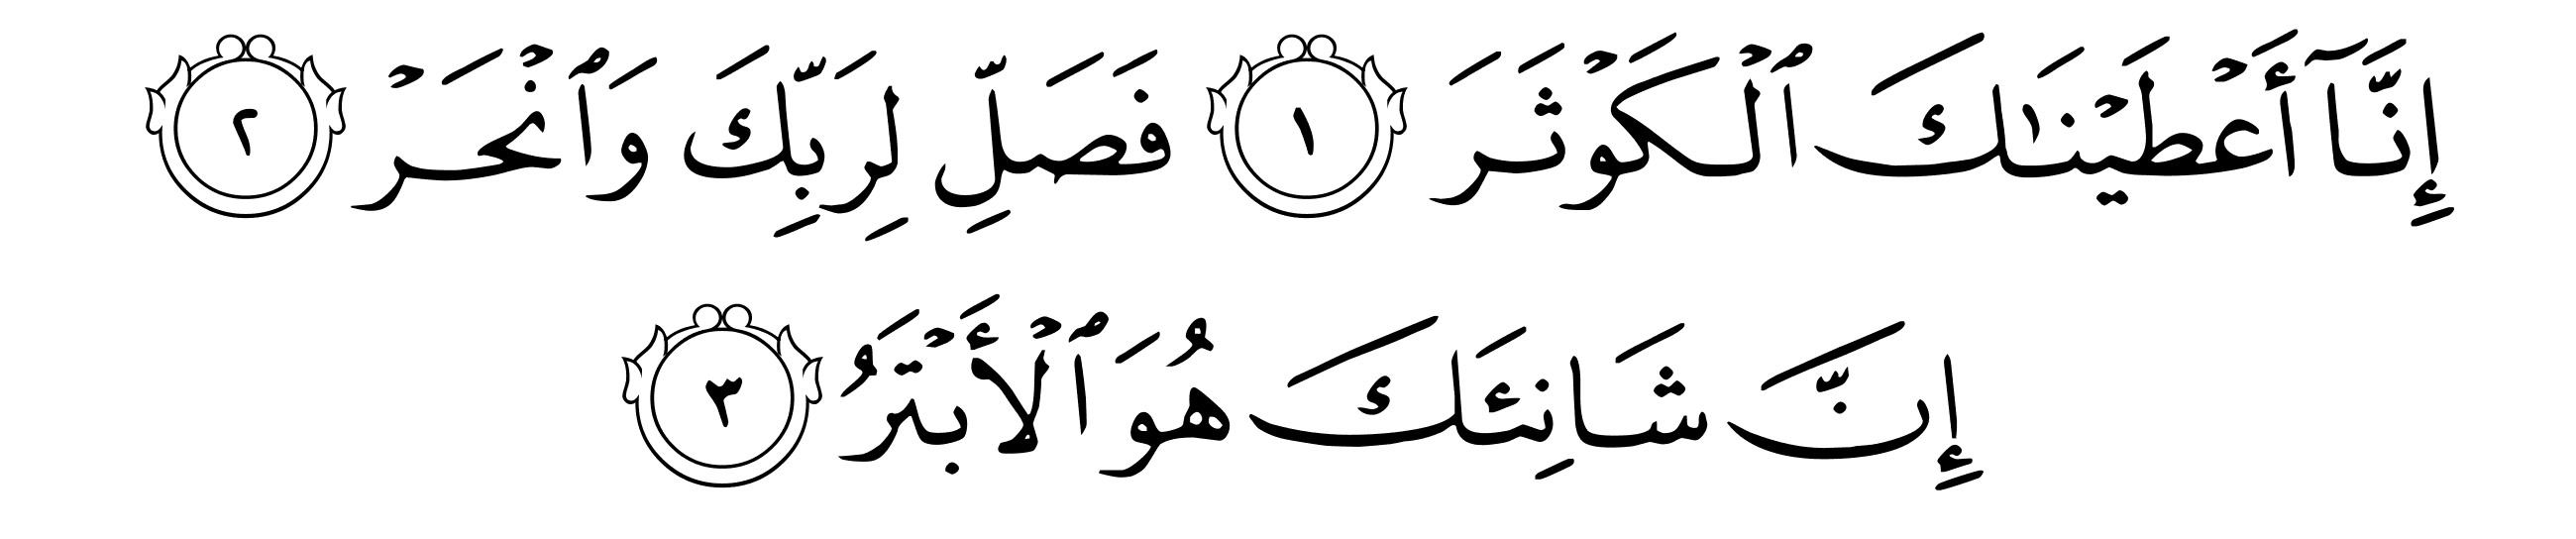 إِنَّآ أَعْطَيْنَٰكَ ٱلْكَوْثَرَ ١ فَصَلِّ لِرَبِّكَ وَٱنْحَرْ ٢
إِنَّ شَانِئَكَ هُوَ ٱلْأَبْتَرُ ٣